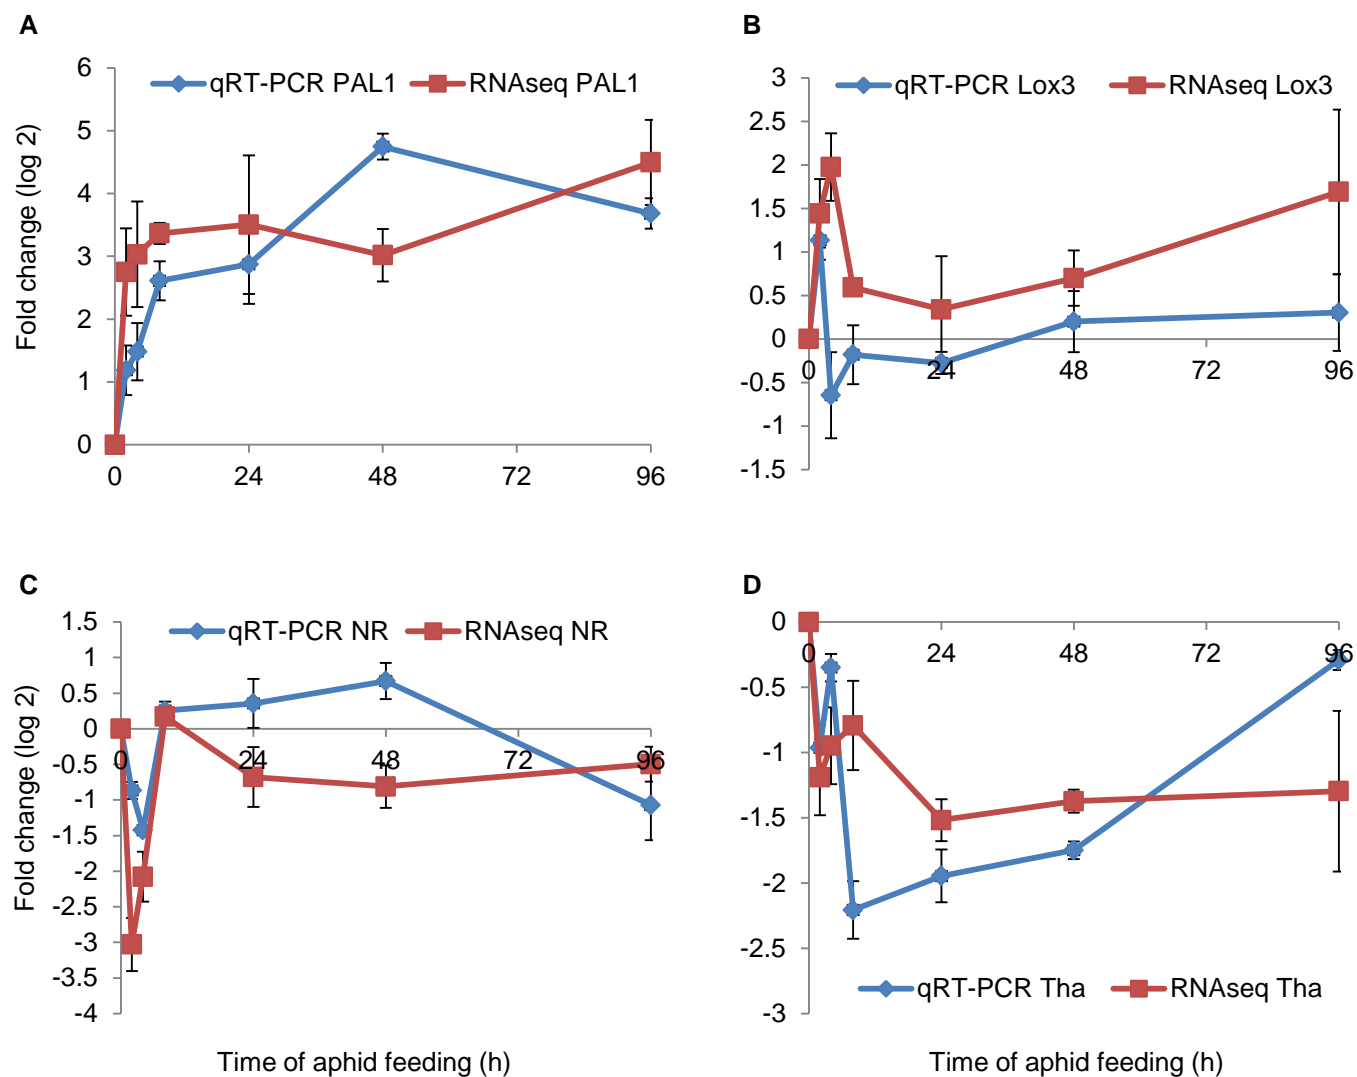 A
qRT-PCR PAL1 RNAseq PAL1
Fold change (log 2)
6
5
4
3
2
1
0
0 24 48 72 96
B
qRT-PCR Lox3 RNAseq Lox3
3
2.5
2
1.5
1
0.5
0
-0.5
-1
-1.5
0 24 48 72 96
C
qRT-PCR NR RNAseq NR
Fold change (log 2)
1.5
1
0.5
0
-0.5
-1
-1.5
-2
-2.5
-3
-3.5
-4
0 24 48 72 96
Time of aphid feeding (h)
D
0
-0.5
-1
-1.5
-2
-2.5
-3
0 24 48 72 96
qRT-PCR Tha RNAseq Tha
Time of aphid feeding (h)